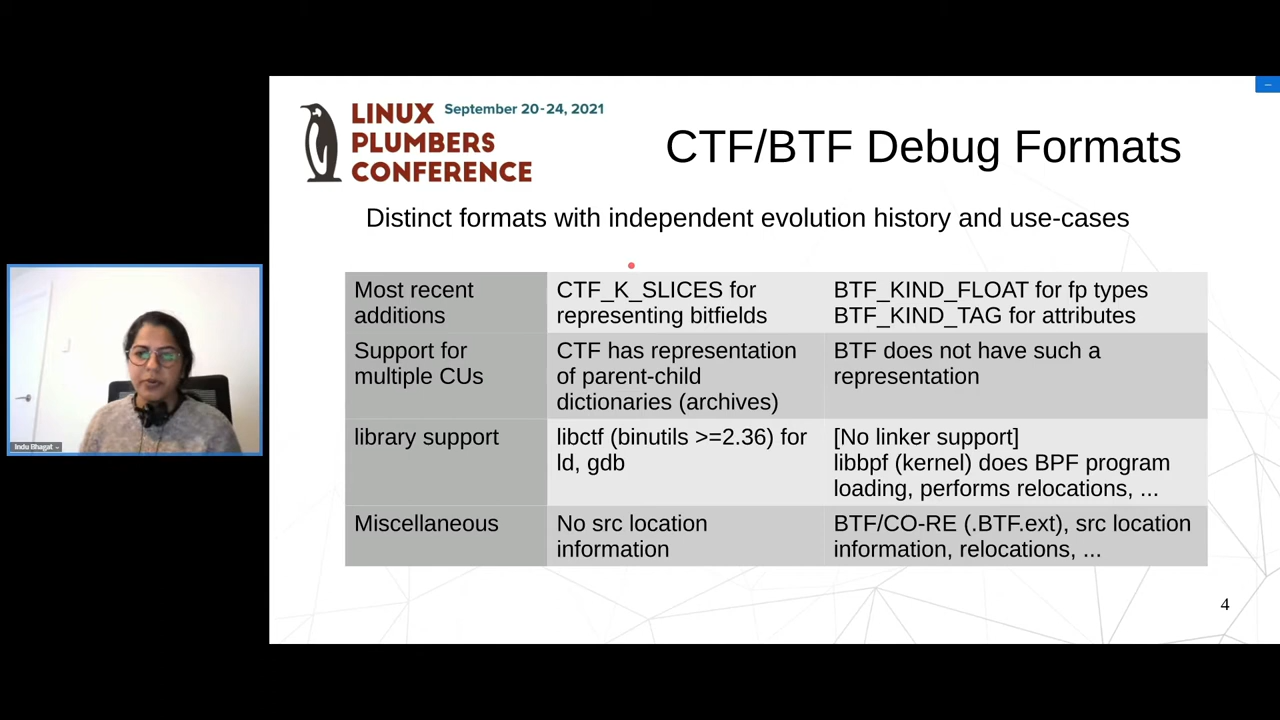 LINUX
September 20-24, 2021
PLUMBERS
CONFERENCE
CTF/BTF Debug Formats
Distinct formats with independent evolution history and use-cases
Most recent
additions
CTF_K_SLICES for
representing bitfields
BTF_KIND_FLOAT for fp types
BTF_KIND_TAG for attributes
Support for
multiple CUs
CTF has representation
of parent-child
dictionaries (archives)
BTF does not have such a
representation
library support
libctf (binutils >=2.36) for
ld, gdb
[No linker support]
libbpf (kernel) does BPF program
loading, performs relocations, ...
Miscellaneous
No src location
information
BTF/CO-RE (.BTF.ext), src location
information, relocations, ...
4
Indu Bhagat